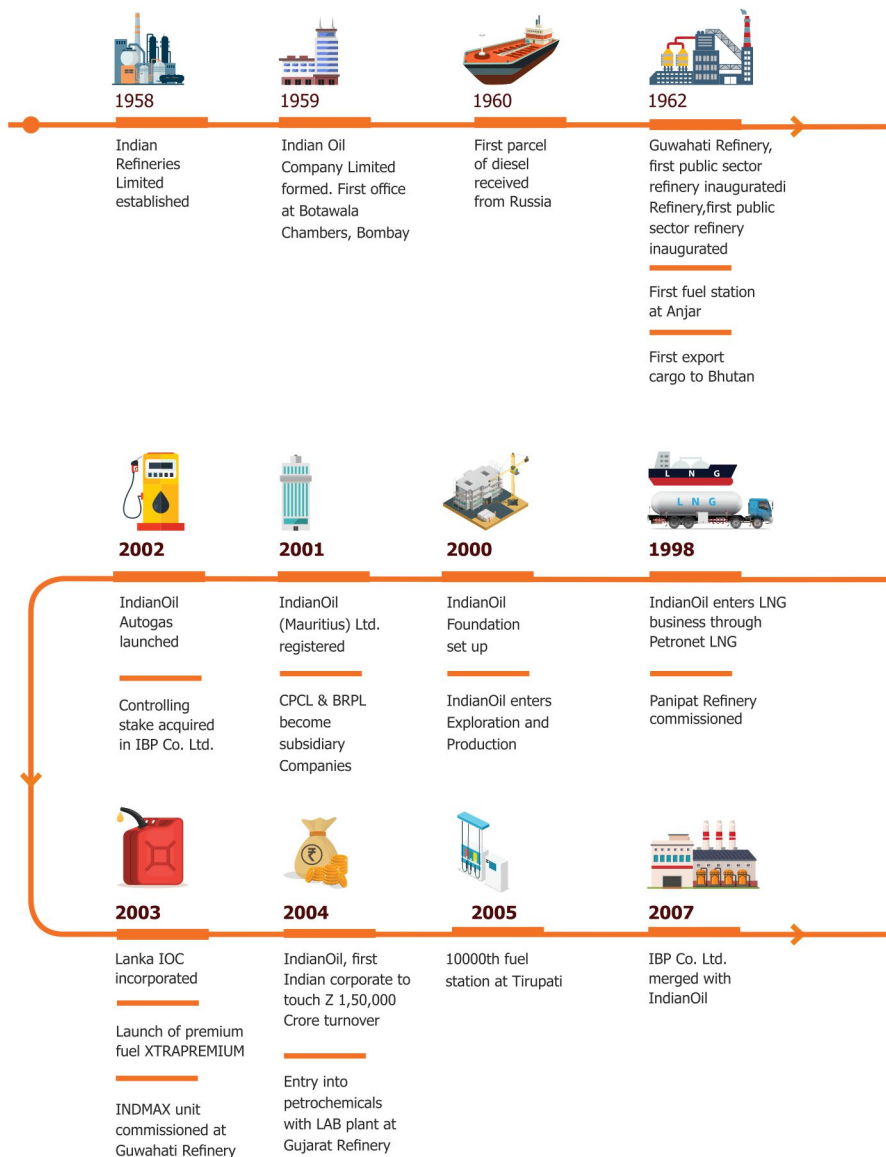 1958
Indian
Refineries
Limited
established
1959
Indian Oil
Company Limited
formed. First office
at Botawala
Chambers, Bombay
1960
First parcel
of diesel
received
from Russia
1962
Guwahati Refinery,
first public sector
refinery inauguratedi
Refinery,first public
sector refinery
inaugurated
First fuel station
at Anjar
First export
cargo to Bhutan
2002
IndianOil
Autogas
launched
Controlling
stake acquired
in IBP Co. Ltd.
2001
IndianOil
(Mauritius) Ltd.
registered
CPCL & BRPL
become
subsidiary
Companies
2000
IndianOil
Foundation
set up
IndianOil enters
Exploration and
Production
L N G
L N G
1998
IndianOil enters LNG
business through
Petronet LNG
Panipat Refinery
commissioned
2003
Lanka IOC
incorporated
Launch of premium
fuel XTRAPREMIUM
INDMAX unit
commissioned at
Guwahati Refinery
₹
2004
IndianOil, first
Indian corporate to
touch Z 1,50,000
Crore turnover
Entry into
petrochemicals
with LAB plant at
Gujarat Refinery
2005
10000th fuel
station at Tirupati
2007
IBP Co. Ltd.
merged with
IndianOil